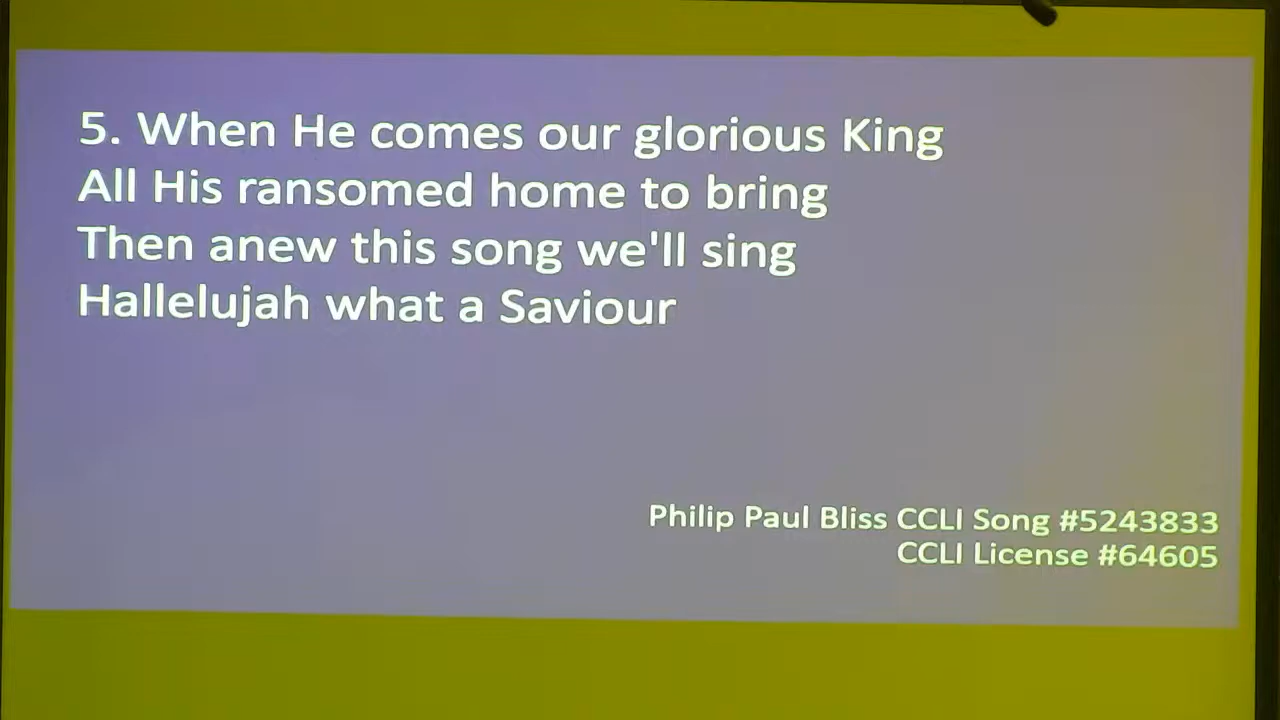 5. When He comes our glorious King
All His ransomed home to bring
Then anew this song we'll sing
Hallelujah what a Saviour
Philip Paul Bliss CCLI Song #5243833
CCLI License #64605